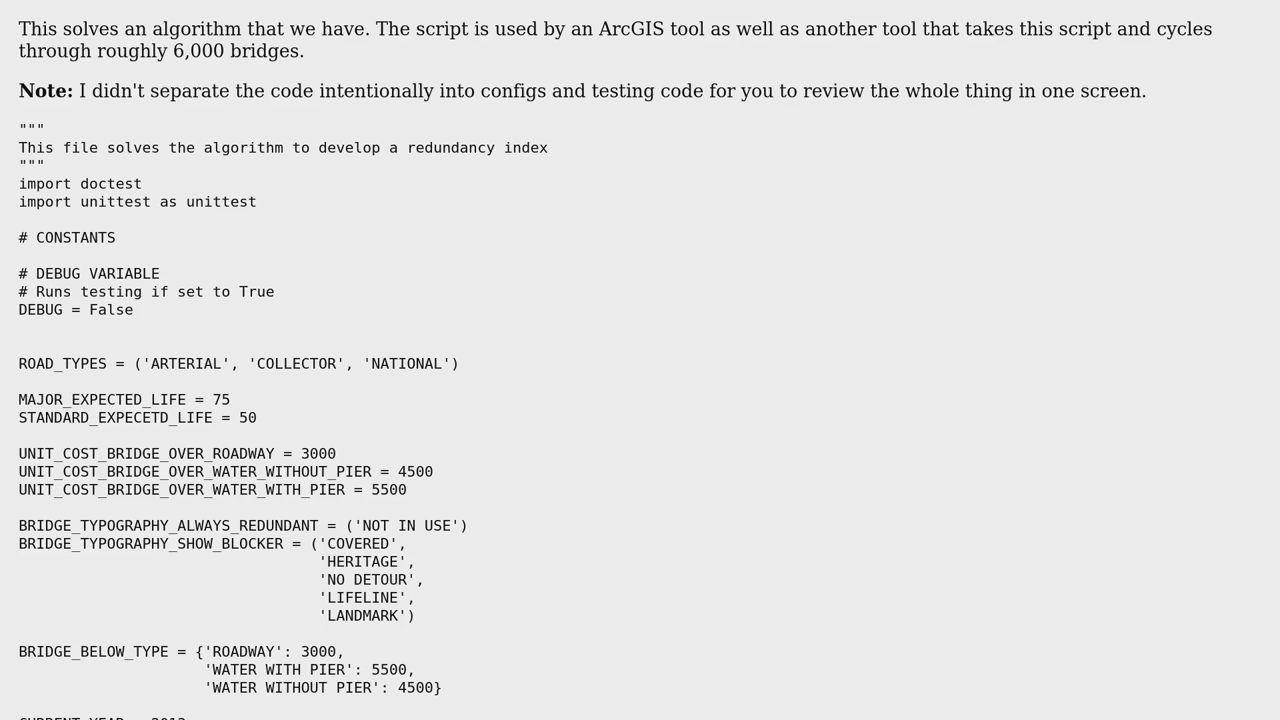 This solves an algorithm that we have. The script is used by an ArcGIS tool as well as another tool that takes this script and cycles
through roughly 6,000 bridges.
Note: I didn't separate the code intentionally into configs and testing code for you to review the whole thing in one screen.
"""
This file solves the algorithm to develop a redundancy index
"""
import doctest
import unittest as unittest
# CONSTANTS
# DEBUG VARIABLE
# Runs testing if set to True
DEBUG = False
ROAD_TYPES = ('ARTERIAL', 'COLLECTOR', 'NATIONAL')
MAJOR_EXPECTED_LIFE = 75
STANDARD_EXPECETD_LIFE = 50
UNIT_COST_BRIDGE_OVER_ROADWAY = 3000
UNIT_COST_BRIDGE_OVER_WATER_WITHOUT_PIER = 4500
UNIT_COST_BRIDGE_OVER_WATER_WITH_PIER = 5500
BRIDGE_TYPOGRAPHY_ALWAYS_REDUNDANT = ('NOT IN USE')
BRIDGE_TYPOGRAPHY_SHOW_BLOCKER = ('COVERED',
'HERITAGE',
'NO DETOUR',
'LIFELINE',
'LANDMARK')
BRIDGE_BELOW_TYPE = {'ROADWAY': 3000,
'WATER WITH PIER': 5500,
'WATER WITHOUT PIER': 4500}